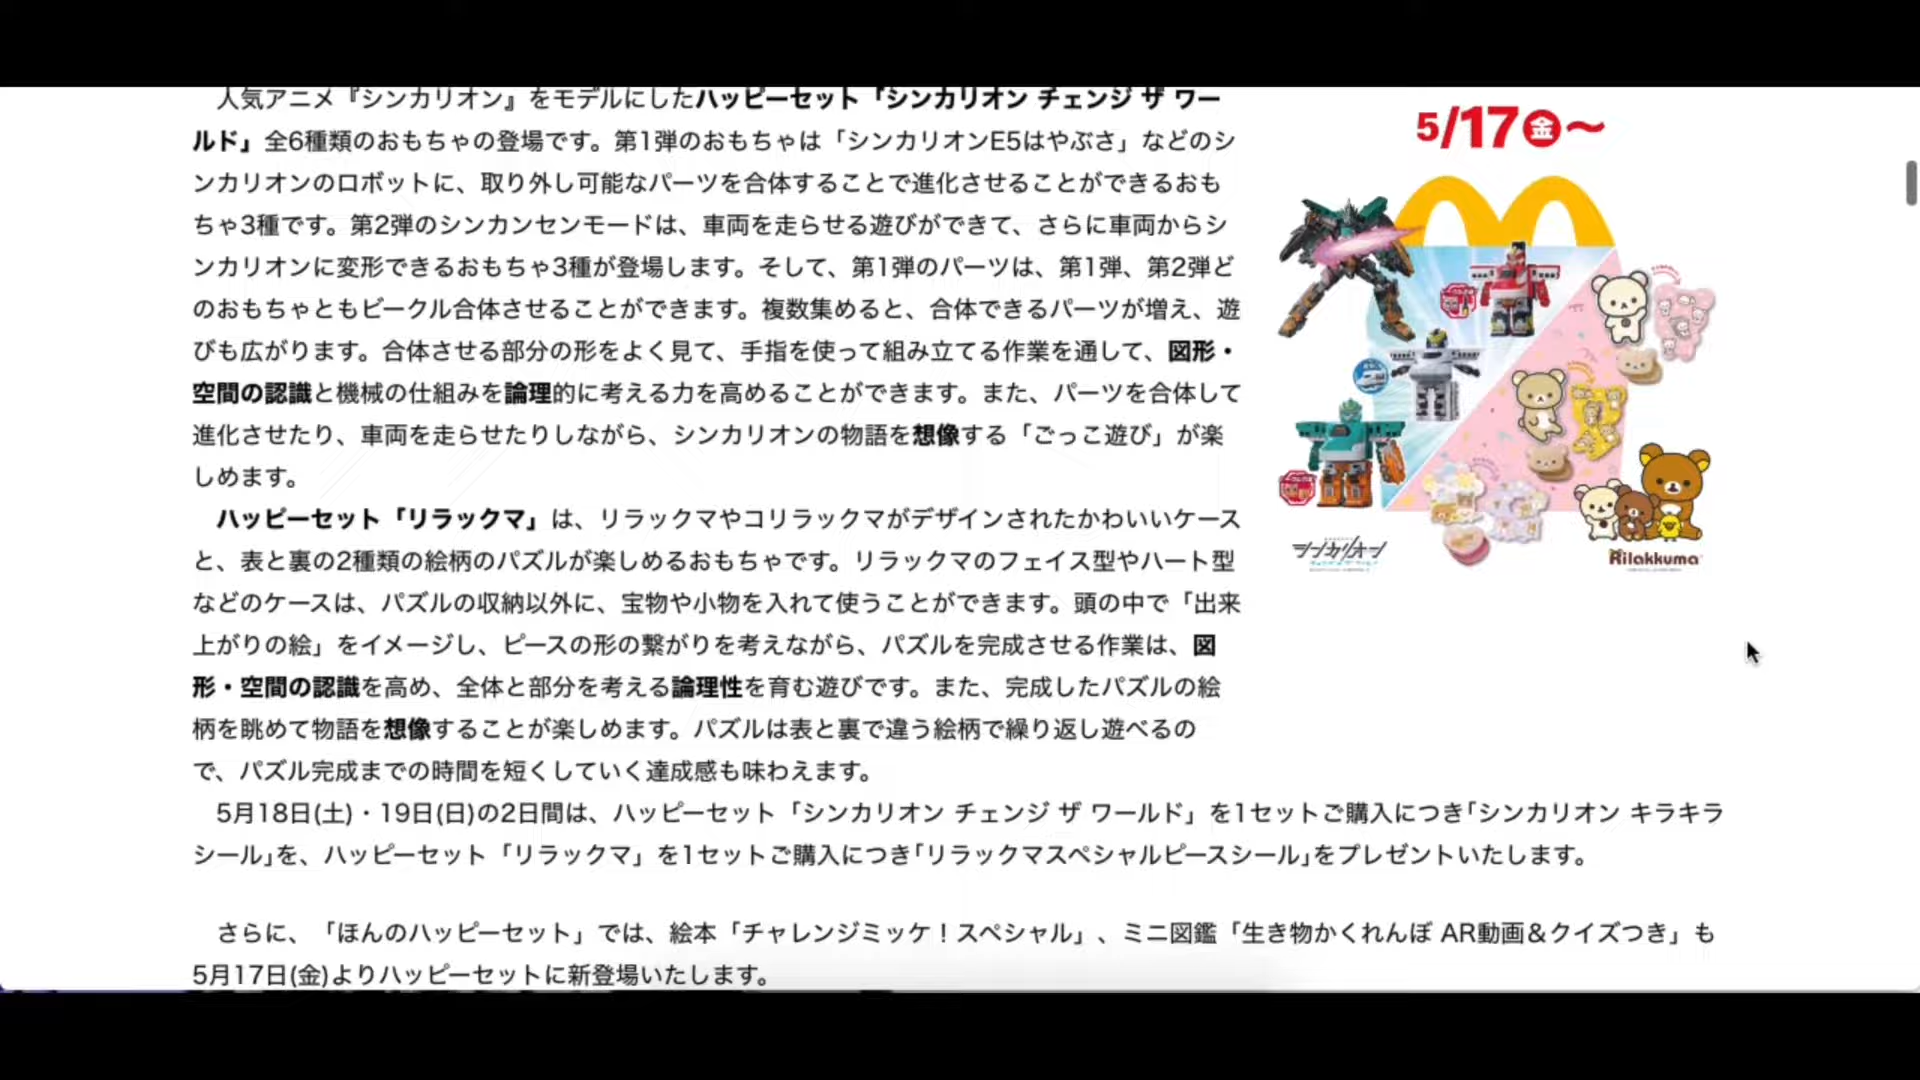 人気アニメ『シンカリオン』をモデルにしたハッピーセット「シンカリオン チェンジ ザ ワー
ルド」全6種類のおもちゃの登場です。第1弾のおもちゃは「シンカリオンE5はやぶさ」などのシ
ンカリオンのロボットに、取り外し可能なパーツを合体することで進化させることができるおも
ちゃ3種です。第2弾のシンカンセンモードは、車両を走らせる遊びができて、さらに車両からシ
ンカリオンに変形できるおもちゃ3種が登場します。そして、第1弾のパーツは、第1弾、第2弾ど
のおもちゃともビークル合体させることができます。複数集めると、合体できるパーツが増え、遊
びも広がります。合体させる部分の形をよく見て、手指を使って組み立てる作業を通して、図形・
空間の認識と機械の仕組みを論理的に考える力を高めることができます。また、パーツを合体して
進化させたり、車両を走らせたりしながら、シンカリオンの物語を想像する「ごっこ遊び」が楽
しめます。
ハッピーセット「リラックマ」は、リラックマやコリラックマがデザインされたかわいいケース
と、表と裏の2種類の絵柄のパズルが楽しめるおもちゃです。リラックマのフェイス型やハート型
などのケースは、パズルの収納以外に、宝物や小物を入れて使うことができます。頭の中で「出来
上がりの絵」をイメージし、ピースの形の繋がりを考えながら、パズルを完成させる作業は、図
形・空間の認識を高め、全体と部分を考える論理性を育む遊びです。また、完成したパズルの絵
柄を眺めて物語を想像することが楽しめます。パズルは表と裏で違う絵柄で繰り返し遊べるの
で、パズル完成までの時間を短くしていく達成感も味わえます。
5月18日(土)・19日(日)の2日間は、ハッピーセット「シンカリオン チェンジ ザ ワールド」を1セットご購入につき｢シンカリオン キラキラ
シール｣を、ハッピーセット「リラックマ」を1セットご購入につき｢リラックマスペシャルピースシール｣をプレゼントいたします。
さらに、「ほんのハッピーセット」では、絵本「チャレンジミッケ！スペシャル」、ミニ図鑑「生き物かくれんぼ AR動画＆クイズつき」も
5月17日(金)よりハッピーセットに新登場いたします。
5/17金～
シンカリオン
Rilakkuma